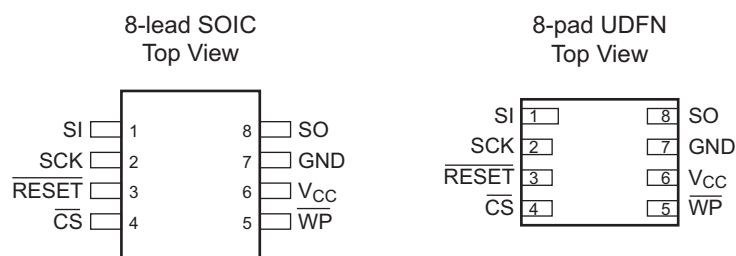 8-lead SOIC
Top View
SI 1 8 SO
SCK 2 7 GND
RESET 3 6 VCC
CS 4 5 WP
8-pad UDFN
Top View
SI 1 8 SO
SCK 2 7 GND
RESET 3 6 VCC
CS 4 5 WP